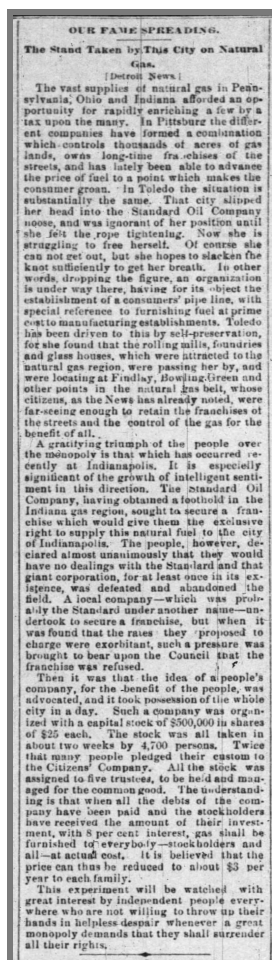 OUR FAME SPREADING.
The Stand Taken by This City on Natural
Gas.
[Detroit News.]
The vast supplies of natural gas in Penn-
sylvania, Ohio and Indiana afforded an op-
portunity for rapidly enriching a few by a
tax upon the many. In Pittsburg the differ-
ent companies have formed a combination
which controls thousands of acres of gas
lands, owns long-time franchises of the
streets, and has lately been able to advance
the price of fuel to a point which makes the
consumer groan. In Toledo the situation is
substantially the same. That city slipped
her head into the Standard Oil Company
noose, and was ignorant of her position until
she felt the rope tightening. Now she is
struggling to free herself. Of course she
can not get out, but she hopes to slacken the
knot sufficiently to get her breath. In other
words, dropping the figure, an organization
is under way there, having for its object the
establishment of a consumers' pipe line, with
special reference to furnishing fuel at prime
cost to manufacturing establishments. Toledo
has been driven to this by self-preservation,
for she found that the rolling mills, foundries
and glass houses, which were attracted to the
natural gas region, were passing her by, and
were locating at Findlay, Bowling Green and
other points in the natural gas belt, whose
citizens, as the News has already noted, were
far-seeing enough to retain the franchises of
the streets and the control of the gas for the
benefit of all.
A gratifying triumph of the people over
the monopoly is that which has occurred re-
cently at Indianapolis. It is especielly
significant of the growth of intelligent senti-
ment in this direction. The Standard Oil
Company, having obtained a foothold in the
Indiana gas region, sought to secure a fran-
chise which would give them the exclusive
right to supply this natural fuel to the city
of Indianapolis. The people, however, de-
clared almost unanimously that they would
have no dealings with the Standard and that
giant corporation, for at least once in its ex-
istence, was defeated and abandoned the
field. A local company—which was prob-
ably the Standard under another name—un-
dertook to secure a franchise, but when it
was found that the rates they proposed to
charge were exorbitant, such a pressure was
brought to bear upon the Council that the
franchise was refused.
Then it was that the idea of a people's
company, for the benefit of the people, was
advocated, and it took possession of the whole
city in a day. Such a company was organ-
ized with a capital stock of $500,000 in shares
of $25 each. The stock was all taken in
about two weeks by 4,700 persons. Twice
that many people pledged their custom to
the Citizens' Company. All the stock was
assigned to five trustees, to be held and man-
aged for the common good. The understand-
ing is that when all the debts of the com-
pany have been paid and the stockholders
have received the amount of their invest-
ment, with 8 per cent interest, gas shall be
furnished to everybody—stockholders and
all—at actual cost. It is believed that the
price can thus be reduced to about $3 per
year to each family.
This experiment will be watched with
great interest by independent people every-
where who are not willing to throw up their
hands in helpless despair whenever a great
monopoly demands that they shall surrender
all their rights.